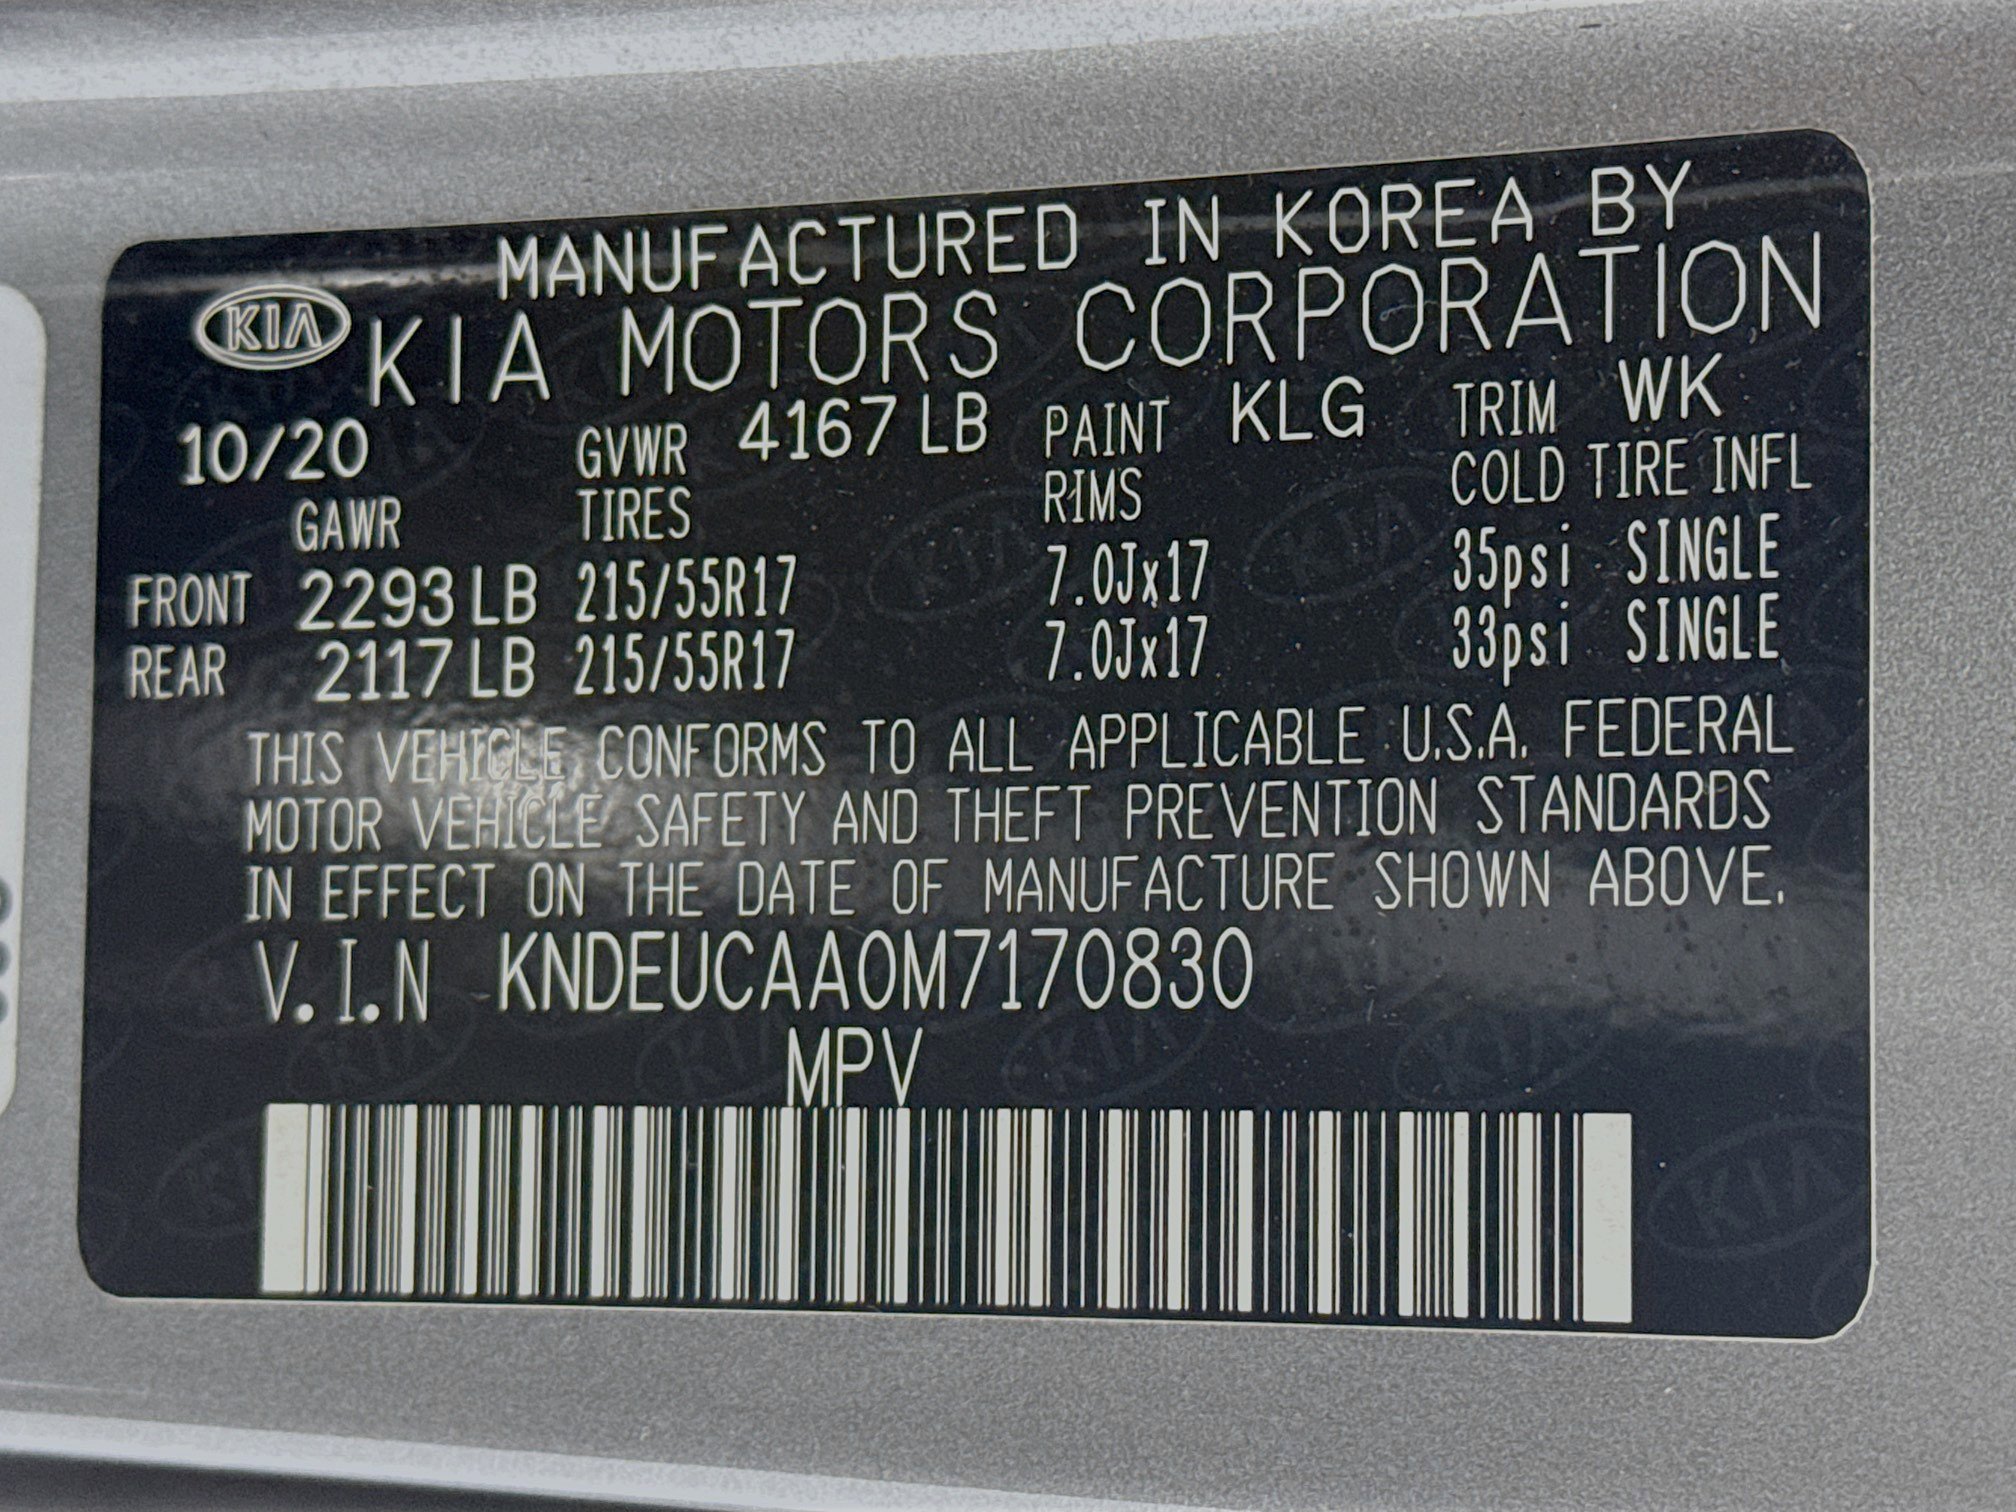 MANUFACTURED IN KOREA BY
KIA KIA MOTORS CORPORATION
10/20 GVWR 4167 LB PAINT KLG TRIM WK
GAWR TIRES RIMS COLD TIRE INFL
FRONT 2293 LB 215/55R17 7.0Jx17 35psi SINGLE
REAR 2117 LB 215/55R17 7.0Jx17 33psi SINGLE
THIS VEHICLE CONFORMS TO ALL APPLICABLE U.S.A. FEDERAL
MOTOR VEHICLE SAFETY AND THEFT PREVENTION STANDARDS
IN EFFECT ON THE DATE OF MANUFACTURE SHOWN ABOVE.
V.I.N KNDEUCAA0M7170830
MPV